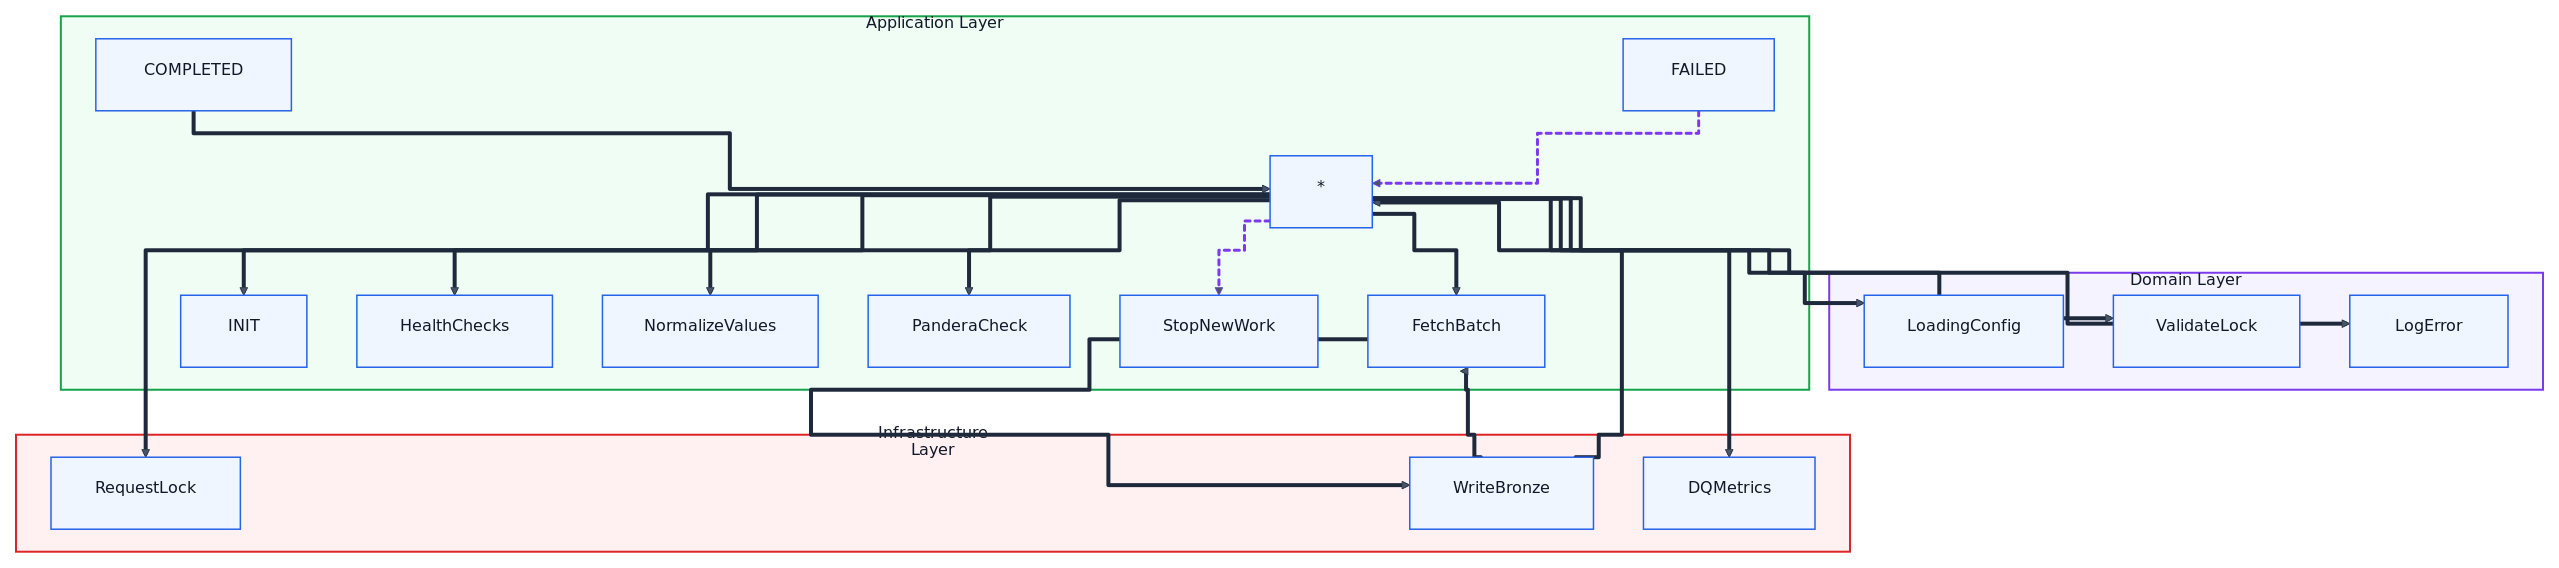 Application Layer
COMPLETED
FAILED
*
Domain Layer
INIT
HealthChecks
NormalizeValues
PanderaCheck
StopNewWork
FetchBatch
LoadingConfig
ValidateLock
LogError
Infrastructure
Layer
RequestLock
WriteBronze
DQMetrics